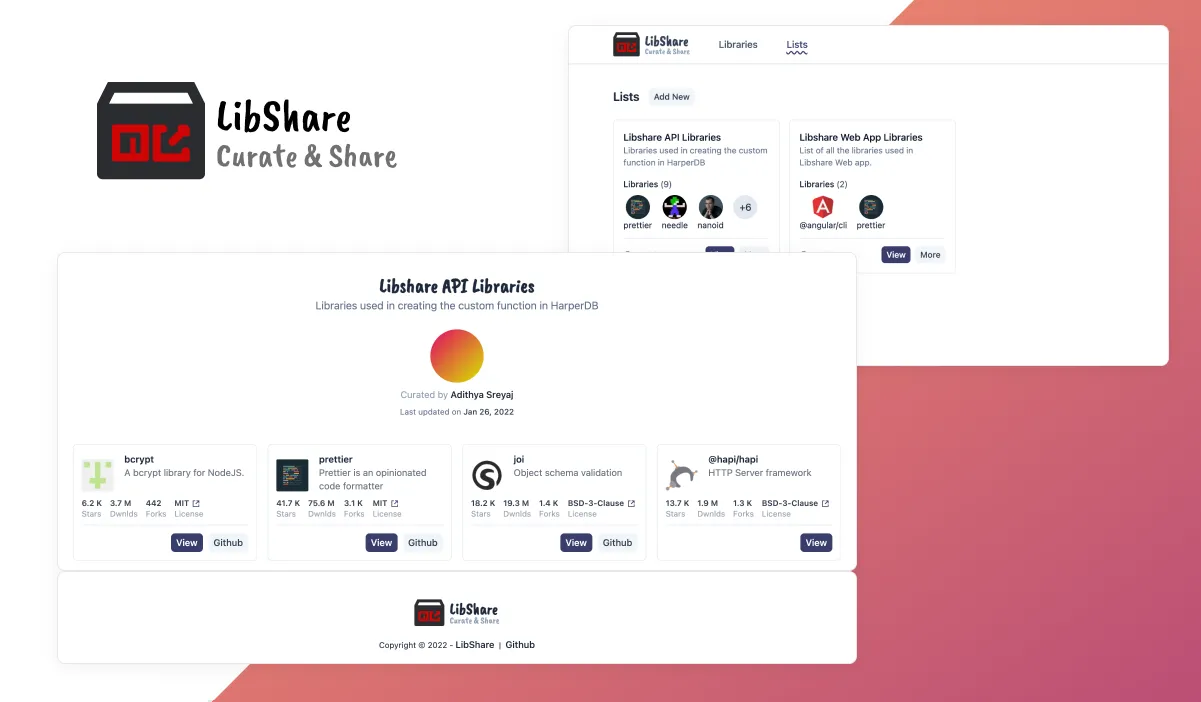 LibShare
Curate & Share
LibShare
Curate & Share
Libraries
Lists
Lists
Add New
Libshare API Libraries
Libraries used in creating the custom
function in HarperDB
Libraries (9)
+6
prettier
needle
nanoid
Libshare Web App Libraries
List of all the libraries used in
Libshare Web app.
Libraries (2)
@angular/cli
prettier
View
More
Libshare API Libraries
Libraries used in creating the custom function in HarperDB
Curated by Adithya Sreyaj
Last updated on Jan 26, 2022
bcrypt
A bcrypt library for NodeJS.
6.2 K 3.7 M 442 MIT
Stars Dwnlds Forks License
View Github
prettier
Prettier is an opinionated
code formatter
41.7 K 75.6 M 3.1 K MIT
Stars Dwnlds Forks License
View Github
joi
Object schema validation
18.2 K 19.3 M 1.4 K BSD-3-Clause
Stars Dwnlds Forks License
View Github
@hapi/hapi
HTTP Server framework
13.7 K 1.9 M 1.3 K BSD-3-Clause
Stars Dwnlds Forks License
View
LibShare
Curate & Share
Copyright © 2022 - LibShare | Github